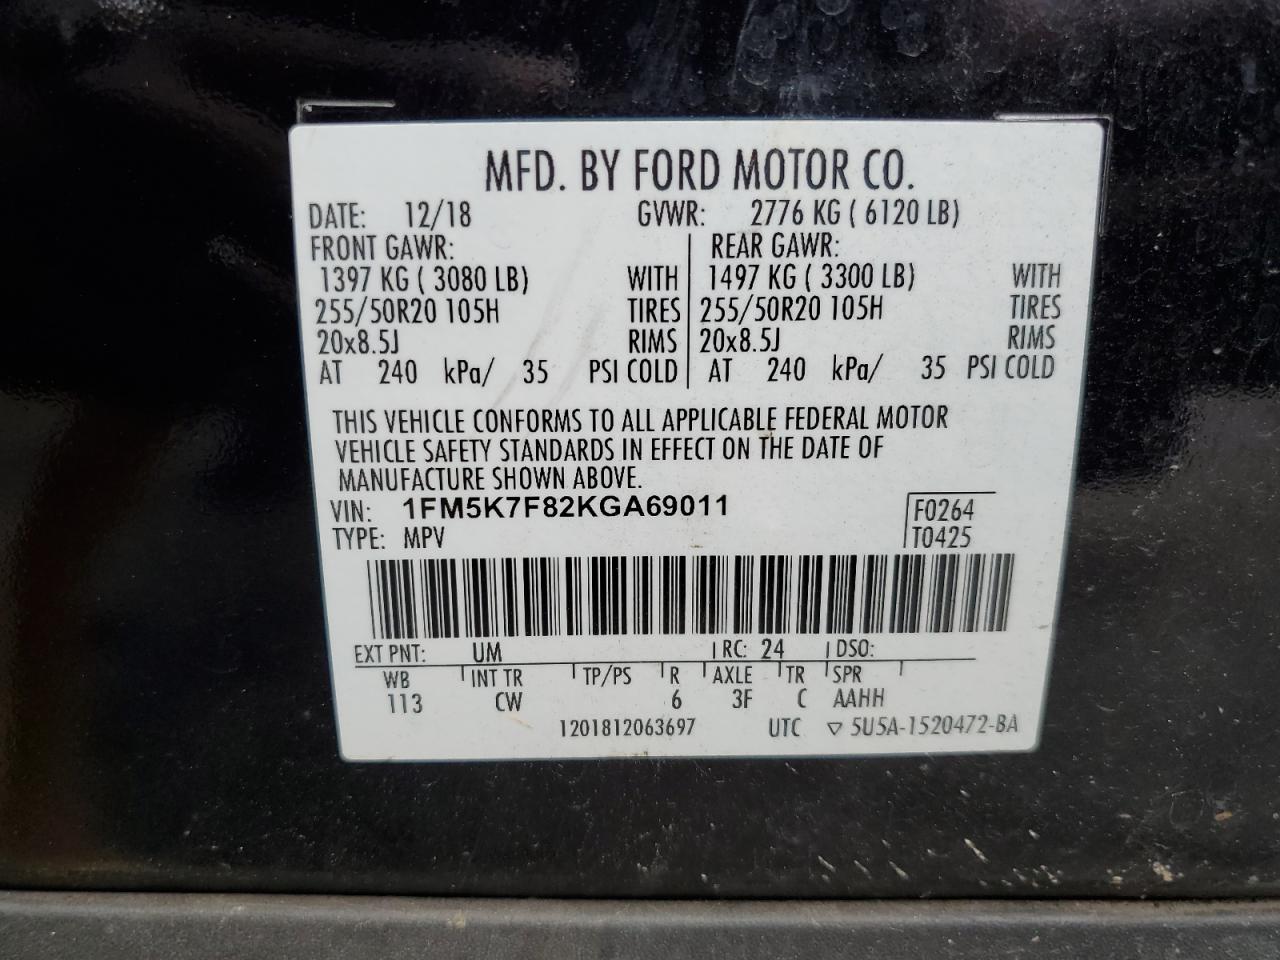 MFD. BY FORD MOTOR CO.
DATE: 12/18 GVWR: 2776 KG ( 6120 LB)
FRONT GAWR: REAR GAWR:
1397 KG ( 3080 LB) WITH 1497 KG ( 3300 LB) WITH
255/50R20 105H TIRES 255/50R20 105H TIRES
20x8.5J RIMS 20x8.5J RIMS
AT 240 kPa/ 35 PSI COLD AT 240 kPa/ 35 PSI COLD
THIS VEHICLE CONFORMS TO ALL APPLICABLE FEDERAL MOTOR
VEHICLE SAFETY STANDARDS IN EFFECT ON THE DATE OF
MANUFACTURE SHOWN ABOVE.
VIN: 1FM5K7F82KGA69011 F0264
TYPE: MPV T0425
EXT PNT: UM RC: 24 DSO:
WB INT TR TP/PS R AXLE TR SPR
113 CW 6 3F C AAHH
1201812063697 UTC ▽ 5U5A-1520472-BA